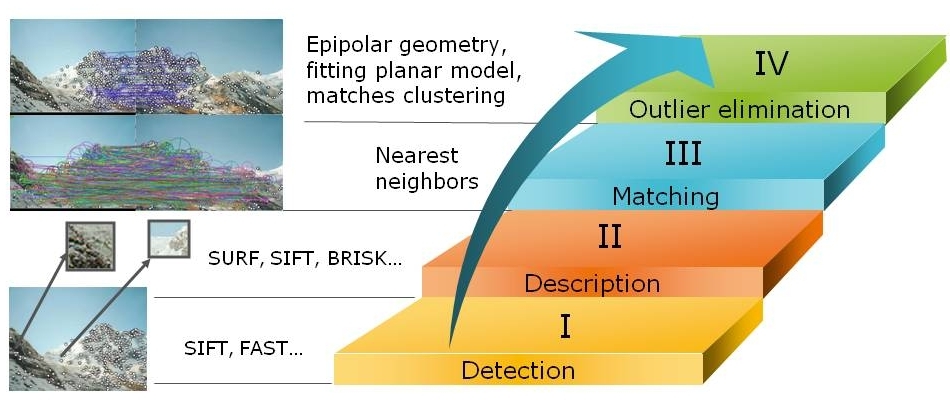 Epipolar geometry,
fitting planar model,
matches clustering
IV
Outlier elimination
Nearest
neighbors
III
Matching
SURF, SIFT, BRISK...
II
Description
SIFT, FAST...
I
Detection